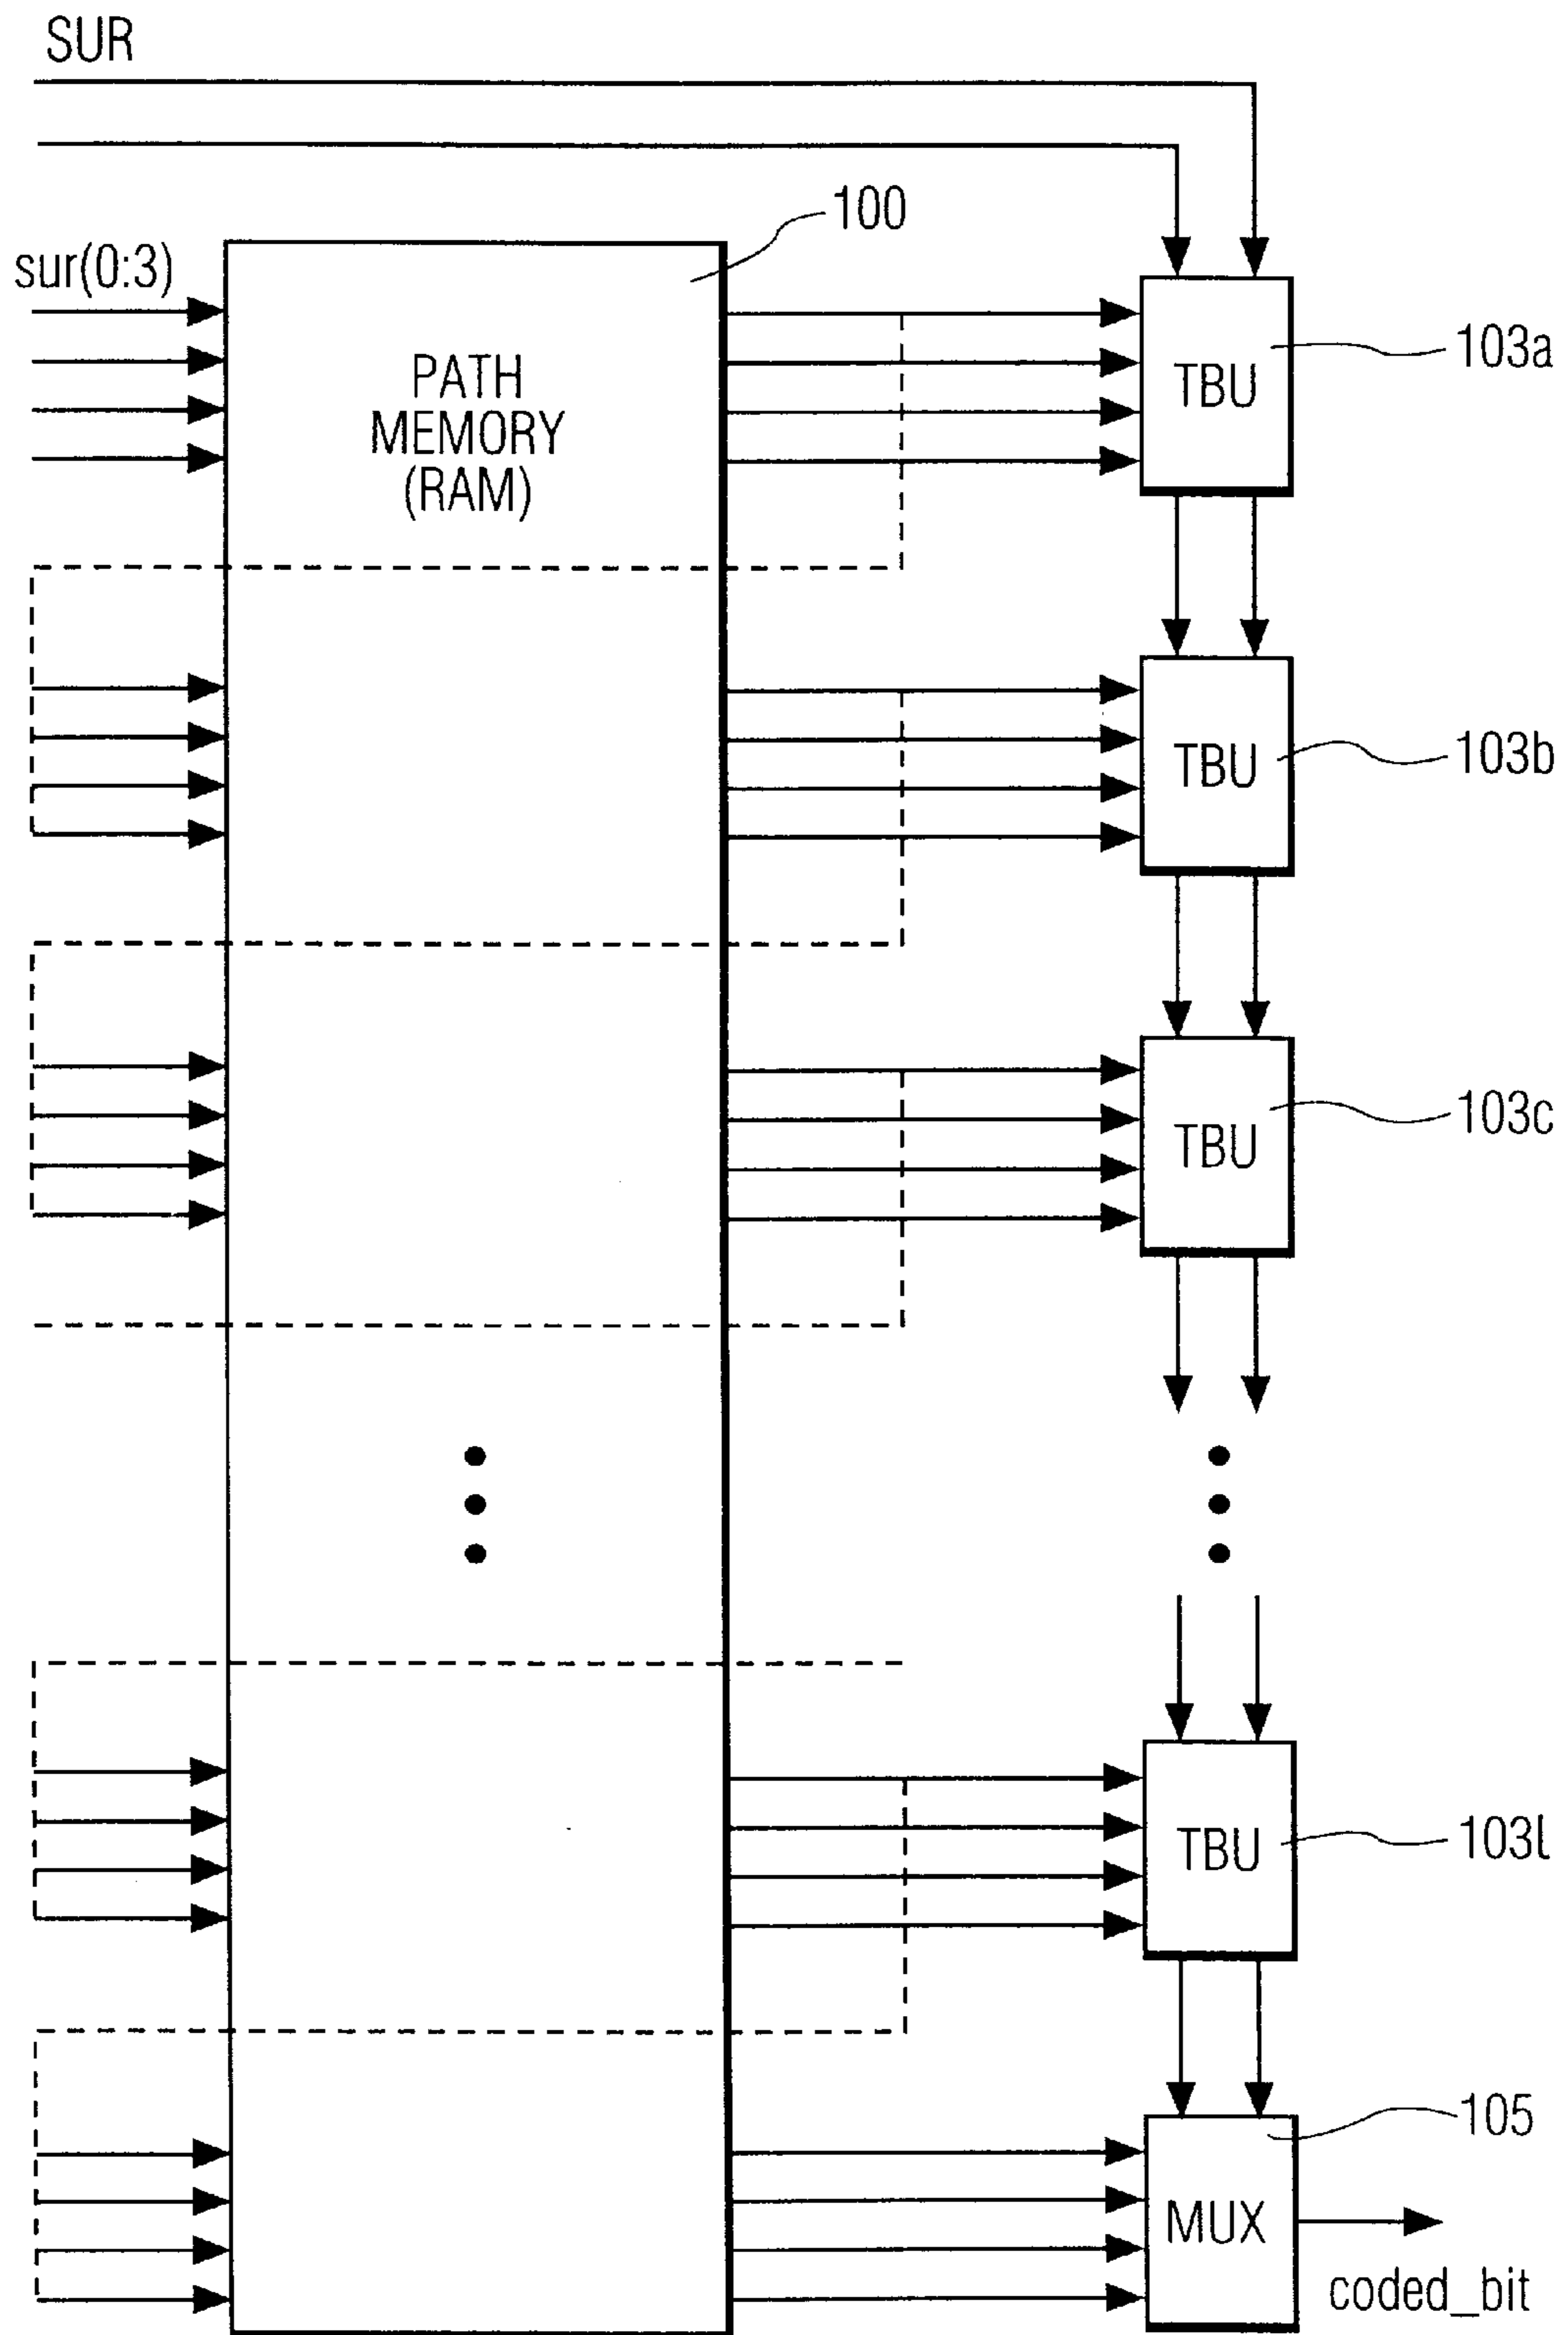 SUR
100
sur(0:3)
PATH
MEMORY
(RAM)
TBU
103a
TBU
103b
TBU
103c
TBU
103l
105
MUX
coded_bit